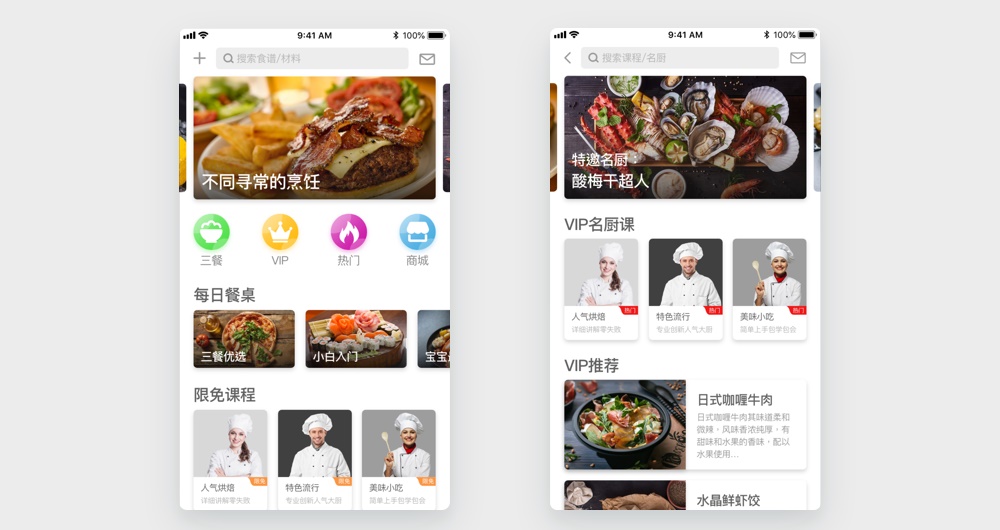 9:41 AM
100%
搜索食谱/材料
不同寻常的烹饪
三餐
VIP
热门
商城
每日餐桌
三餐优选
小白入门
宝宝
限免课程
限免
限免
限免
人气烘焙
特色流行
美味小吃
详细讲解零失败
专业创新人气大厨
简单上手包学包会
9:41 AM
100%
搜索课程/名厨
特邀名厨：
酸梅干超人
VIP名厨课
热门
热门
热门
人气烘焙
特色流行
美味小吃
详细讲解零失败
专业创新人气大厨
简单上手包学包会
VIP推荐
日式咖喱牛肉
日式咖喱牛肉其味道柔和
微辣、风味香浓纯厚，有
甜味和水果的香味，配以
水果使用...
水晶鲜虾饺